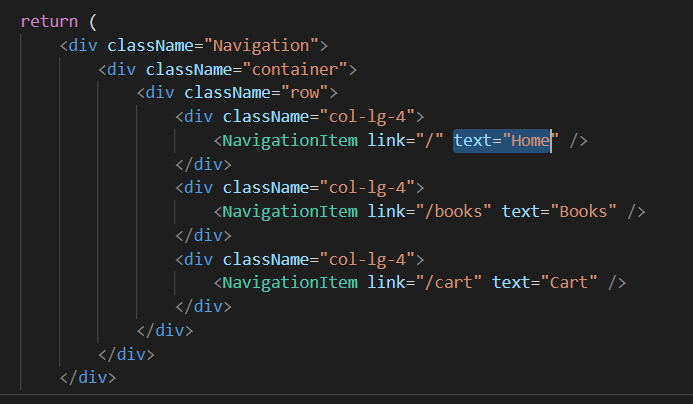 return (
<div className="Navigation">
<div className="container">
<div className="row">
<div className="col-lg-4">
<NavigationItem link="/" text="Home" />
</div>
<div className="col-lg-4">
<NavigationItem link="/books" text="Books" />
</div>
<div className="col-lg-4">
<NavigationItem link="/cart" text="Cart" />
</div>
</div>
</div>
</div>